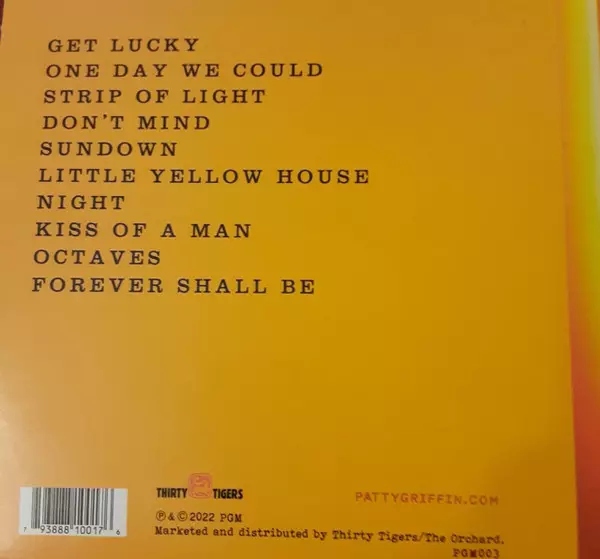 GET LUCKY
ONE DAY WE COULD
STRIP OF LIGHT
DON'T MIND
SUNDOWN
LITTLE YELLOW HOUSE
NIGHT
KISS OF A MAN
OCTAVES
FOREVER SHALL BE
7 93888 10017 6
THIRTY TIGERS
PATTYGRIFFIN.COM
℗ & © 2022 PGM
Marketed and distributed by Thirty Tigers/The Orchard.
PGM003